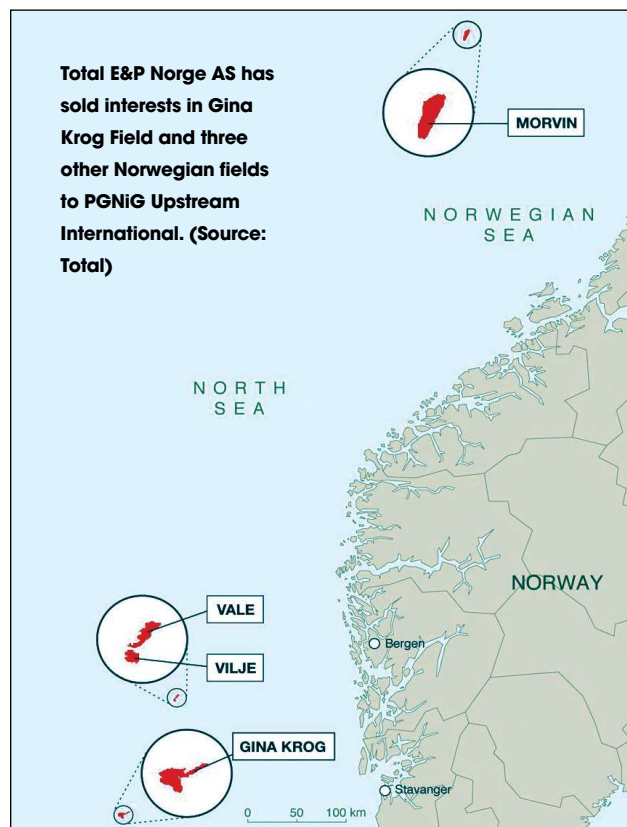 Total E&P Norge AS has
sold interests in Gina
Krog Field and three
other Norwegian fields
to PGNiG Upstream
International. (Source:
Total)
MORVIN
NORWEGIAN
SEA
NORTH
SEA
NORWAY
VALE
VILJE
Bergen
GINA KROG
Stavanger
0 50 100 km